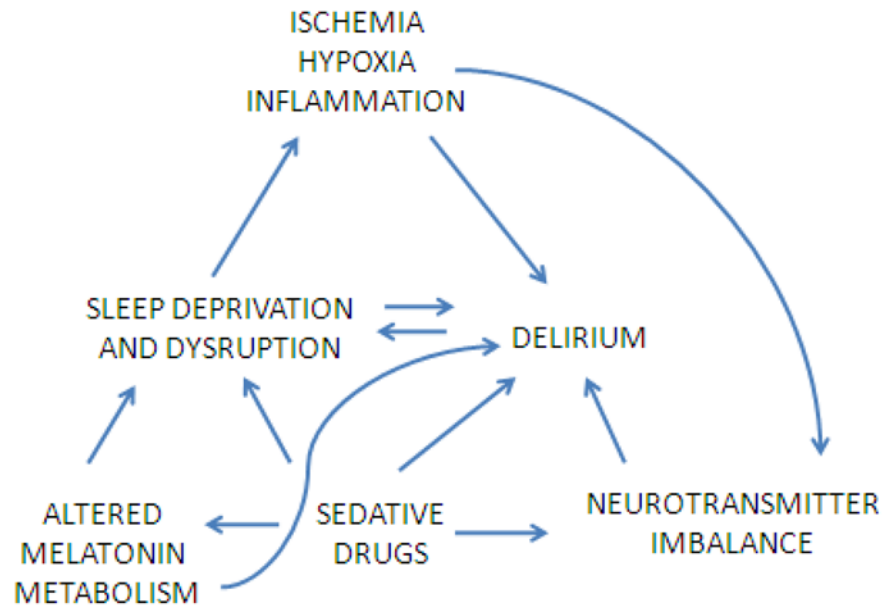 ISCHEMIA
HYPOXIA
INFLAMMATION
SLEEP DEPRIVATION
AND DYSRUPTION
DELIRIUM
ALTERED
MELATONIN
METABOLISM
SEDATIVE
DRUGS
NEUROTRANSMITTER
IMBALANCE